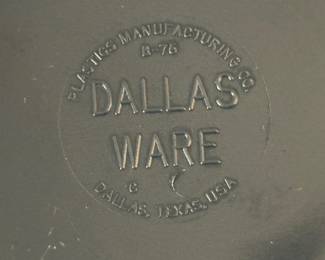 PLASTICS MANUFACTURING, CO.
R-76
DALLAS
WARE
DALLAS, TEXAS, USA